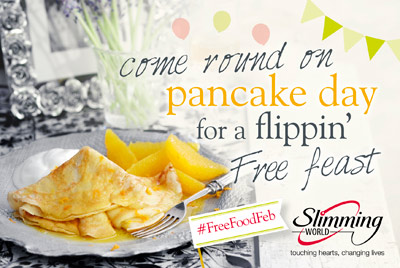 come round on
pancake day
for a flippin'
Free feast
#FreeFoodFeb
Slimming
WORLD
touching hearts, changing lives